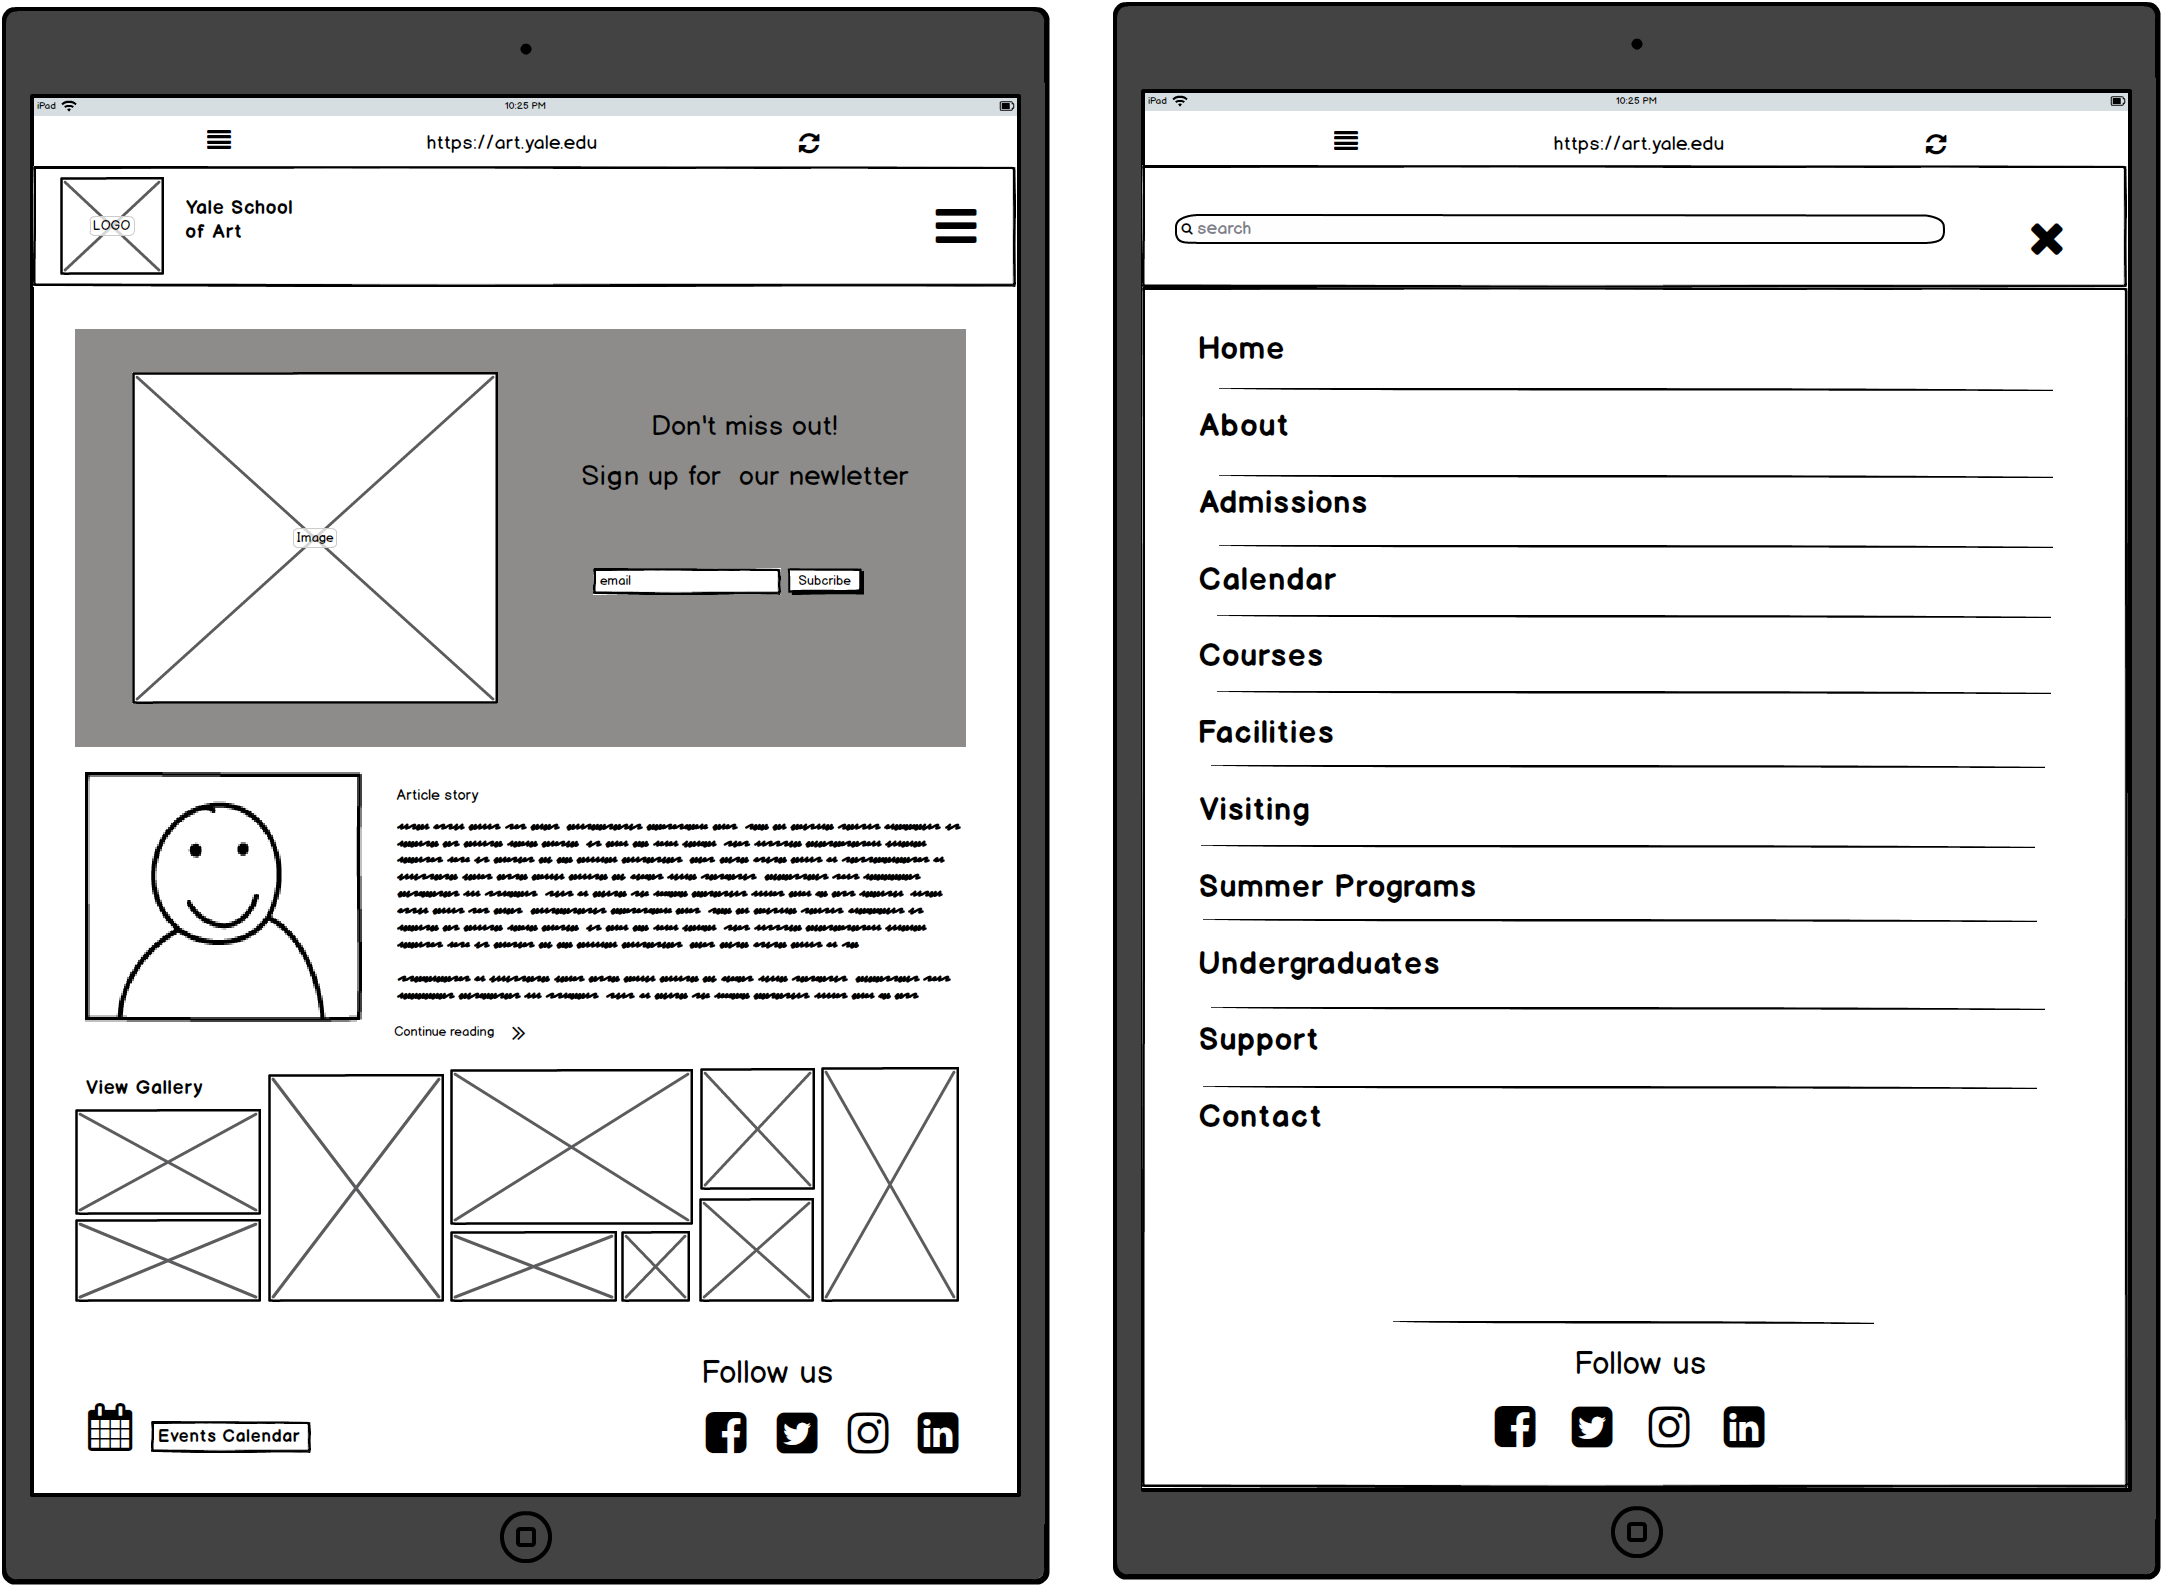 iPad
10:25 PM
https://art.yale.edu
LOGO
Yale School
of Art
Image
Don't miss out!
Sign up for  our newletter
email
Subcribe
Article story
Continue reading
View Gallery
Follow us
Events Calendar
iPad
10:25 PM
https://art.yale.edu
search
Home
About
Admissions
Calendar
Courses
Facilities
Visiting
Summer Programs
Undergraduates
Support
Contact
Follow us